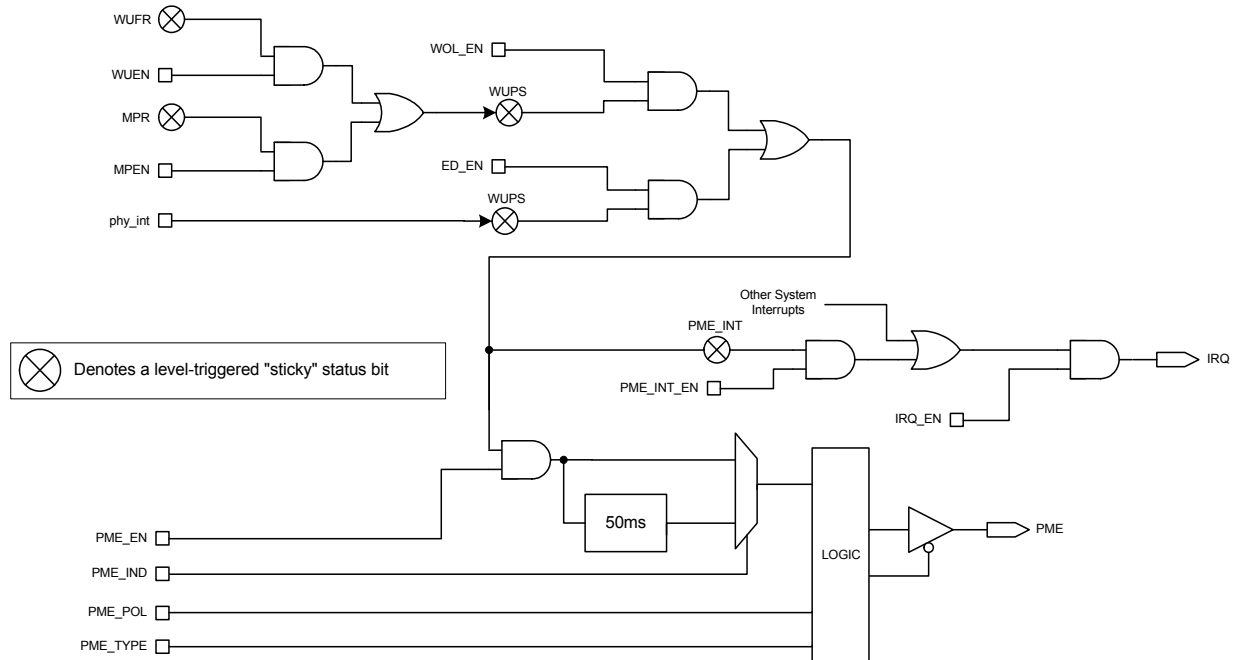 WUFR
WOL_EN
WUEN
WUPS
MPR
ED_EN
MPEN
WUPS
phy_int
Other System
Interrupts
PME_INT
IRQ
Denotes a level-triggered "sticky" status bit
PME_INT_EN
IRQ_EN
50ms
PME_EN
PME
LOGIC
PME_IND
PME_POL
PME_TYPE